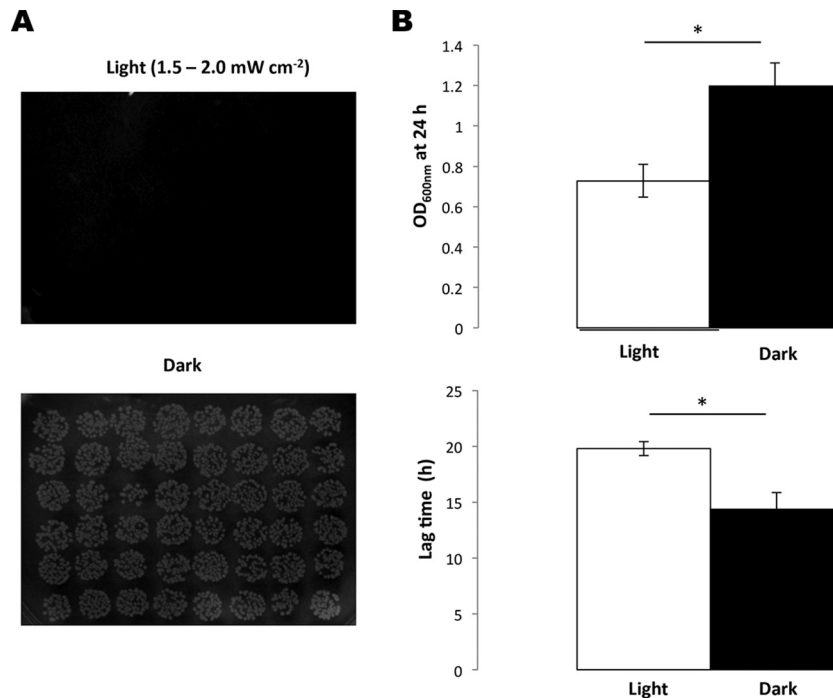 A
Light (1.5 – 2.0 mW cm⁻²)
Dark
B
*
OD600nm at 24 h
1.4
1.2
1
0.8
0.6
0.4
0.2
0
Light Dark
*
Lag time (h)
25
20
15
10
5
0
Light Dark